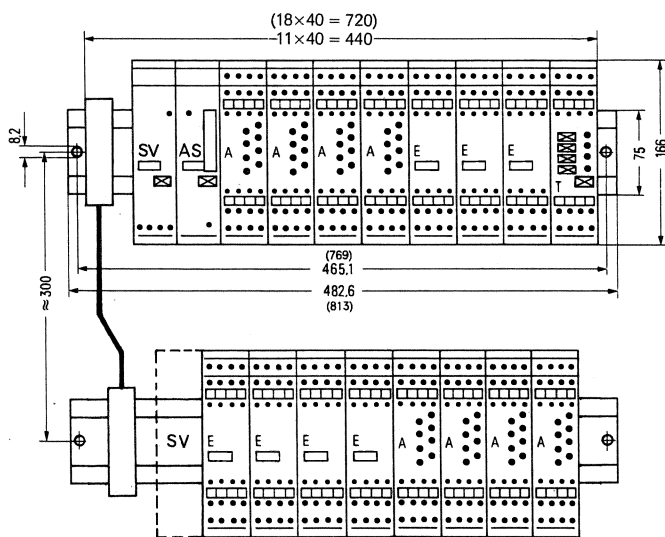 (18×40 = 720)
11×40 = 440
8,2
SV AS A A A A E E E T
75
166
≈300
(769)
465,1
482,6
(813)
SV E E E E A A A A